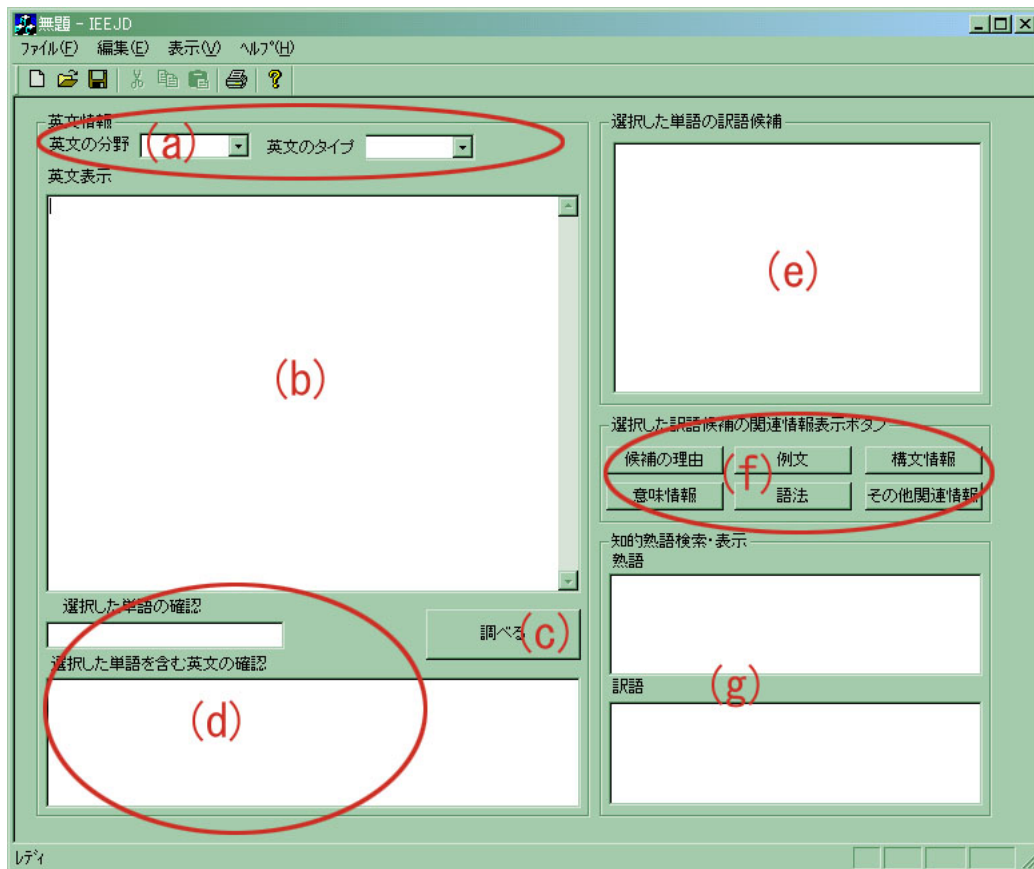 無題 - IEEJD
ファイル(F) 編集(E) 表示(V) ヘルプ(H)
英文情報
英文の分野 (a) 英文のタイプ
英文表示
(b)
選択した単語の確認
調べる (c)
選択した単語を含む英文の確認
(d)
選択した単語の訳語候補
(e)
選択した訳語候補の関連情報表示ボタン
候補の理由 例文 構文情報
(f)
意味情報 語法 その他関連情報
知的熟語検索・表示
熟語
訳語 (g)
レディ